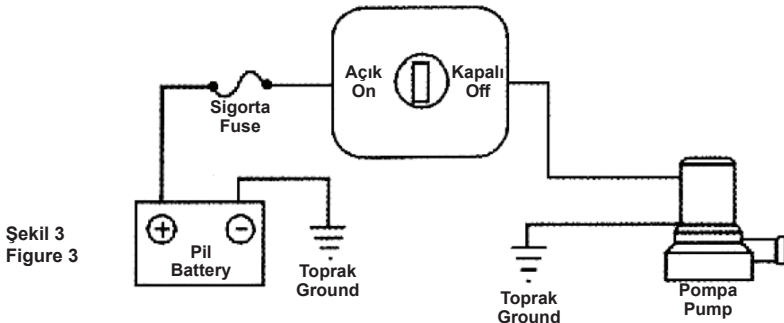 Açık
On
Kapalı
Off
Sigorta
Fuse
Şekil 3
Figure 3
+
-
Pil
Battery
Toprak
Ground
Toprak
Ground
Pompa
Pump